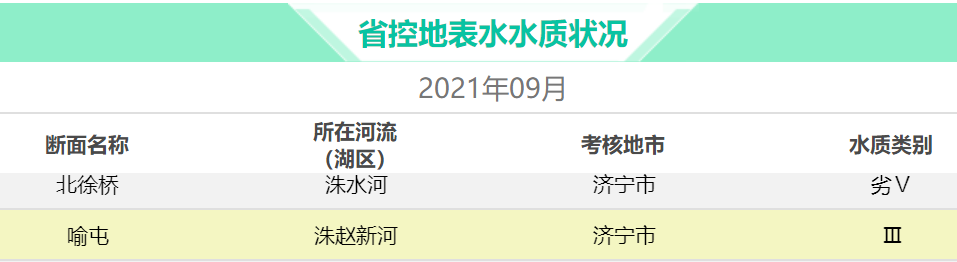 省控地表水水质状况
2021年09月
断面名称 所在河流 考核地市 水质类别
（湖区）
北徐桥 洙水河 济宁市 劣Ⅴ
喻屯 洙赵新河 济宁市 Ⅲ